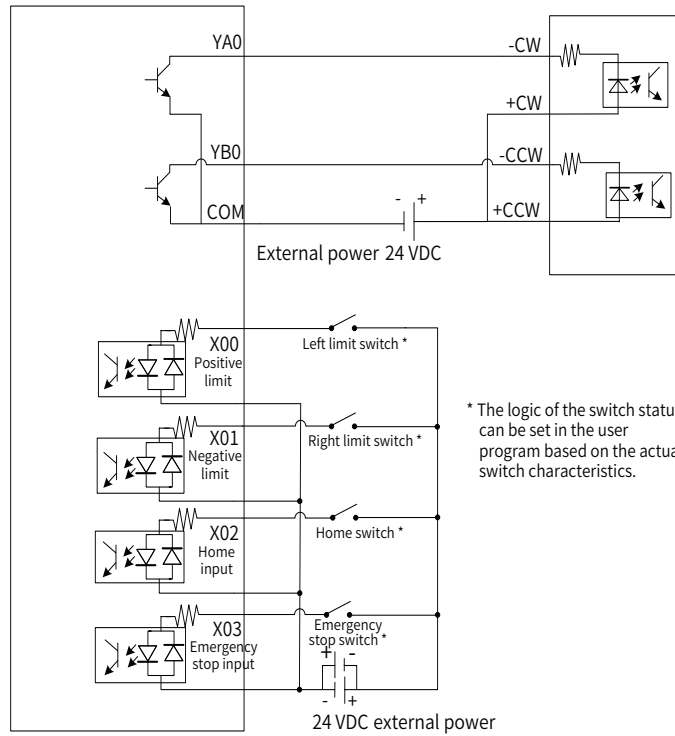 YA0
-CW
+CW
YB0
-CCW
COM
- +
+CCW
External power 24 VDC
X00
Positive
limit
Left limit switch *
X01
Negative
limit
Right limit switch *
* The logic of the switch statu
can be set in the user
program based on the actua
switch characteristics.
X02
Home
input
Home switch *
X03
Emergency
stop input
Emergency
stop switch *
+ -
- +
24 VDC external power